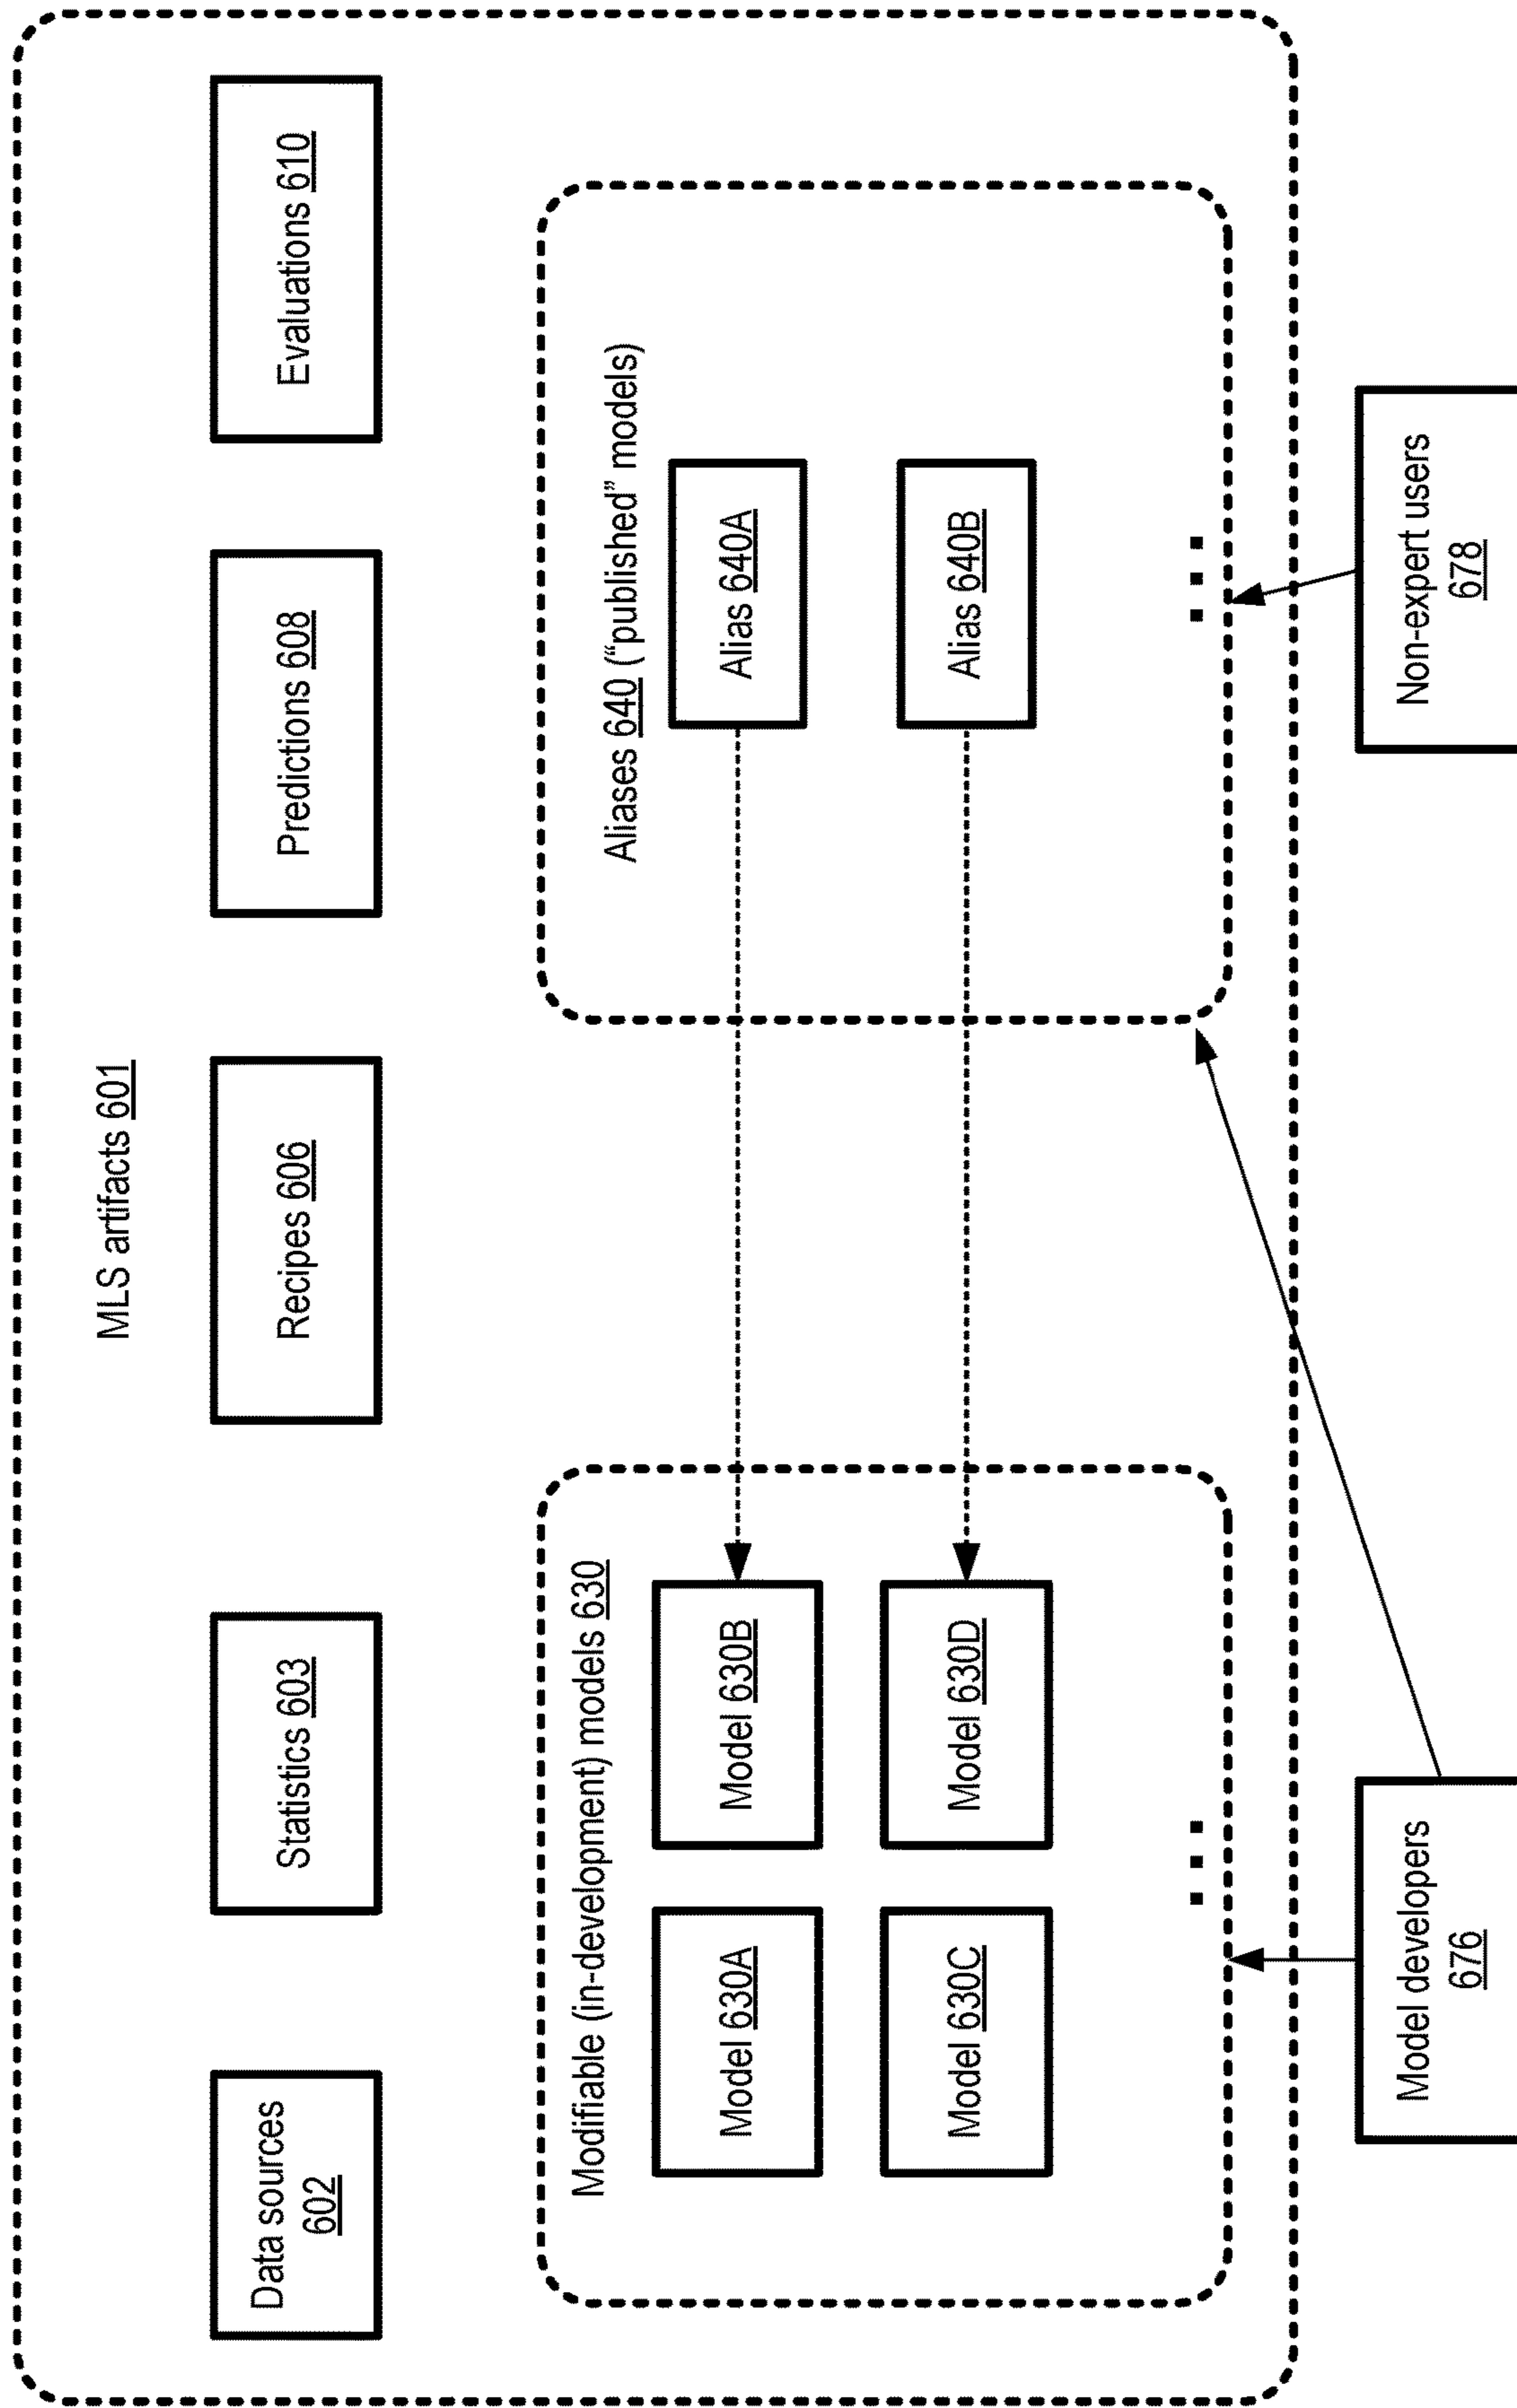 MLS artifacts 601
Data sources
602
Statistics 603
Recipes 606
Predictions 608
Evaluations 610
Modifiable (in-development) models 630
Model 630A
Model 630B
Model 630C
Model 630D
Aliases 640 (“published” models)
Alias 640A
Alias 640B
Model developers
676
Non-expert users
678